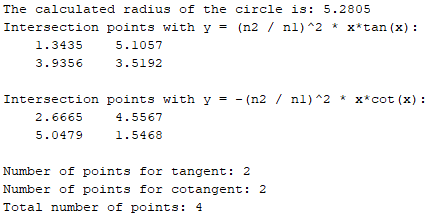 The calculated radius of the circle is: 5.2805
Intersection points with y = (n2 / n1)^2 * x*tan(x):
1.3435 5.1057
3.9356 3.5192
Intersection points with y = -(n2 / n1)^2 * x*cot(x):
2.6665 4.5567
5.0479 1.5468
Number of points for tangent: 2
Number of points for cotangent: 2
Total number of points: 4